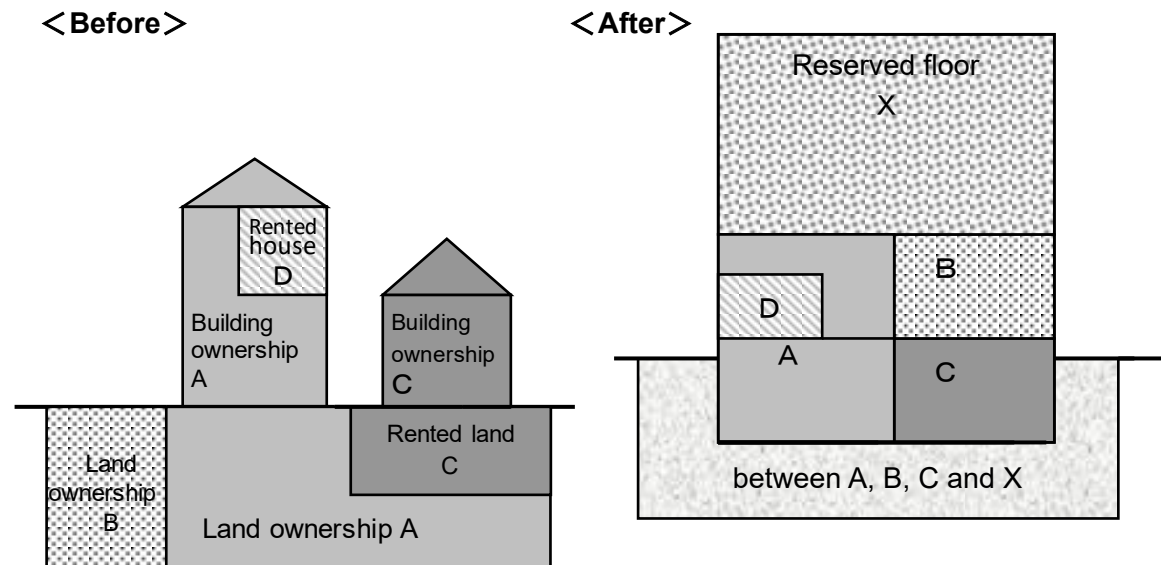 ＜Before＞
Rented
house
D
Building
ownership
A
Building
ownership
C
Rented land
C
Land
ownership
B
Land ownership A
＜After＞
Reserved floor
X
B
D
A
C
between A, B, C and X